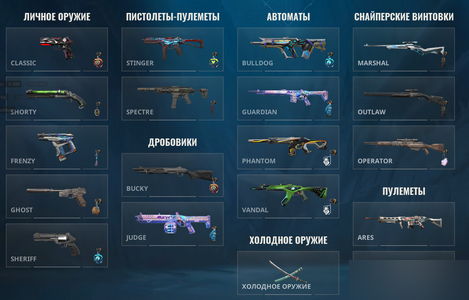 ЛИЧНОЕ ОРУЖИЕ
CLASSIC
SHORTY
FRENZY
GHOST
SHERIFF
ПИСТОЛЕТЫ-ПУЛЕМЕТЫ
STINGER
SPECTRE
ДРОБОВИКИ
BUCKY
JUDGE
АВТОМАТЫ
BULLDOG
GUARDIAN
PHANTOM
VANDAL
ХОЛОДНОЕ ОРУЖИЕ
ХОЛОДНОЕ ОРУЖИЕ
СНАЙПЕРСКИЕ ВИНТОВКИ
MARSHAL
OUTLAW
OPERATOR
ПУЛЕМЕТЫ
ARES